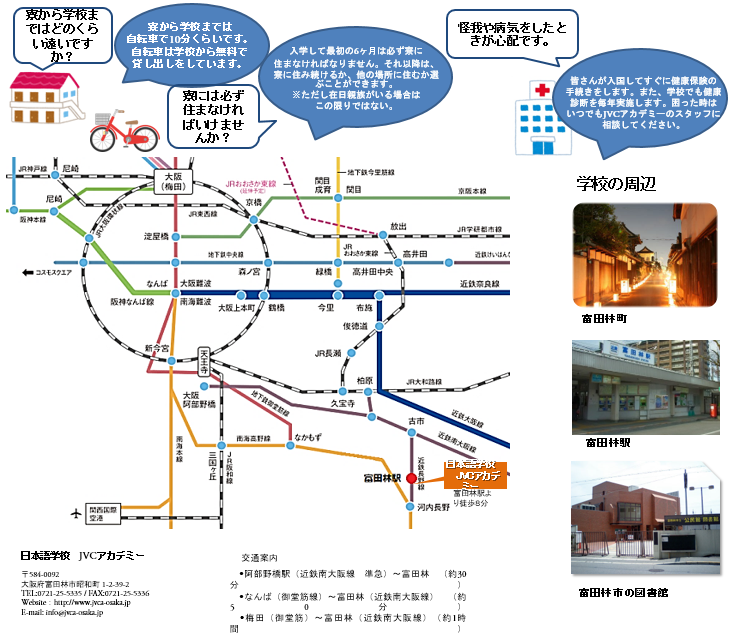 寮から学校ま
ではどのくら
い遠いです
か？
寮から学校までは
自転車で10分くらいです。
自転車は学校から無料で
貸し出しをしています。
寮には必ず
住まなけれ
ばいけませ
んか？
入学して最初の6ヶ月は必ず寮に
住まなければなりません。それ以降は、
寮に住み続けるか、他の場所に住むか選
ぶことができます。
※ただし在日親族がいる場合は
この限りではない。
怪我や病気をしたと
きが心配です。
皆さんが入国してすぐに健康保険の
手続きをします。また、学校でも健康
診断を毎年実施します。困った時は
いつでもJVCアカデミーのスタッフに
相談してください。
JR神戸線
尼崎
尼崎
阪神本線
大阪
(梅田)
JR大阪環状線
JR東西線
淀屋橋
京橋
JRおおさか東線
(延伸予定)
関目
成育
関目
地下鉄今里筋線
京阪本線
放出
JR学研都市線
コスモスクエア
地下鉄中央線
森ノ宮
緑橋
JR
おおさか東線
高井田
高井田中央
近鉄けいはんな
なんば
大阪難波
阪神なんば線
南海難波
大阪上本町
鶴橋
今里
布施
近鉄奈良線
俊徳道
新今宮
天王寺
JR長瀬
柏原
JR大和路線
久宝寺
大阪
阿部野橋
地下鉄御堂筋線
近鉄大阪線
古市
近鉄南大阪線
南海本線
南海高野線
なかもず
三国ヶ丘
JR阪和線
近鉄長野線
富田林駅
日本語学校
JVCアカデ
ミー
富田林駅よ
り徒歩8分
河内長野
関西国際
空港
学校の周辺
富田林町
富田林駅
富田林市の図書館
日本語学校 JVCアカデミー
〒584-0092
大阪府富田林市昭和町 1-2-39-2
TEL:0721-25-5335 / FAX:0721-25-5336
Website : http://www.jvca-osaka.jp
E-mail: info@jvca-osaka.jp
交通案内
●阿部野橋駅（近鉄南大阪線 準急）～富田林 （約30
分 ）
●なんば（御堂筋線）～富田林（近鉄南大阪線） （約
5 0 分 ）
●梅田（御堂筋）～富田林（近鉄南大阪線）（約1時
間 ）